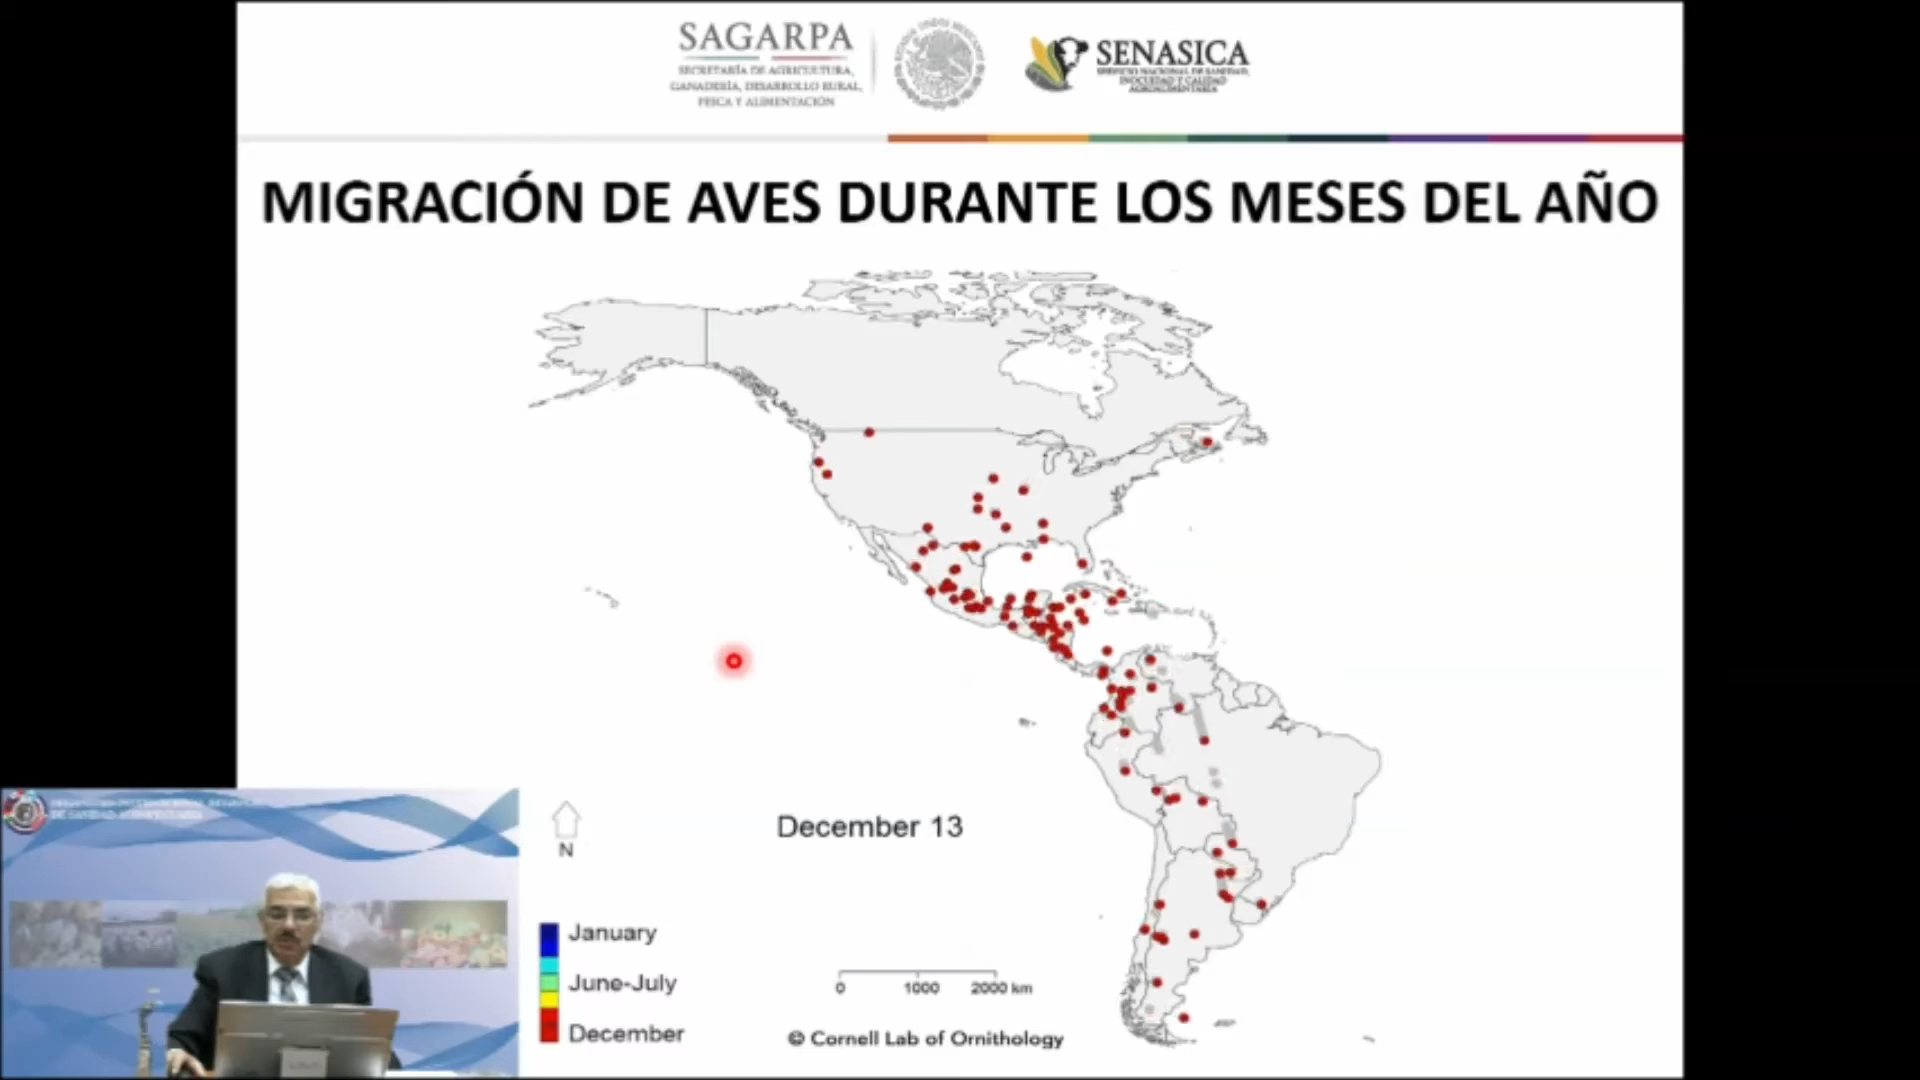 SAGARPA
SECRETARÍA DE AGRICULTURA,
GANADERÍA, DESARROLLO RURAL,
PESCA Y ALIMENTACIÓN
SENASICA
SERVICIO NACIONAL DE SANIDAD,
INOCUIDAD Y CALIDAD
AGROALIMENTARIA
MIGRACIÓN DE AVES DURANTE LOS MESES DEL AÑO
N
December 13
January
June-July
December
0 1000 2000 km
© Cornell Lab of Ornithology